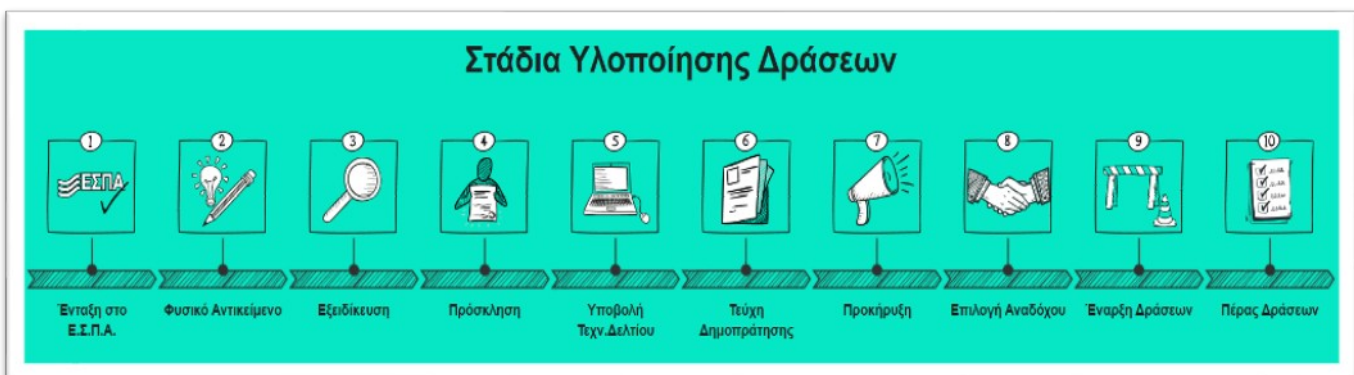 Στάδια Υλοποίησης Δράσεων
1
2
3
4
5
6
7
8
9
10
ΕΣΠΑ
Ένταξη στο
Ε.Σ.Π.Α.
Φυσικό Αντικείμενο
Εξειδίκευση
Πρόσκληση
Υποβολή
Τεχν.Δελτίου
Τεύχη
Δημοπράτησης
Προκήρυξη
Επιλογή Αναδόχου
Έναρξη Δράσεων
Πέρας Δράσεων